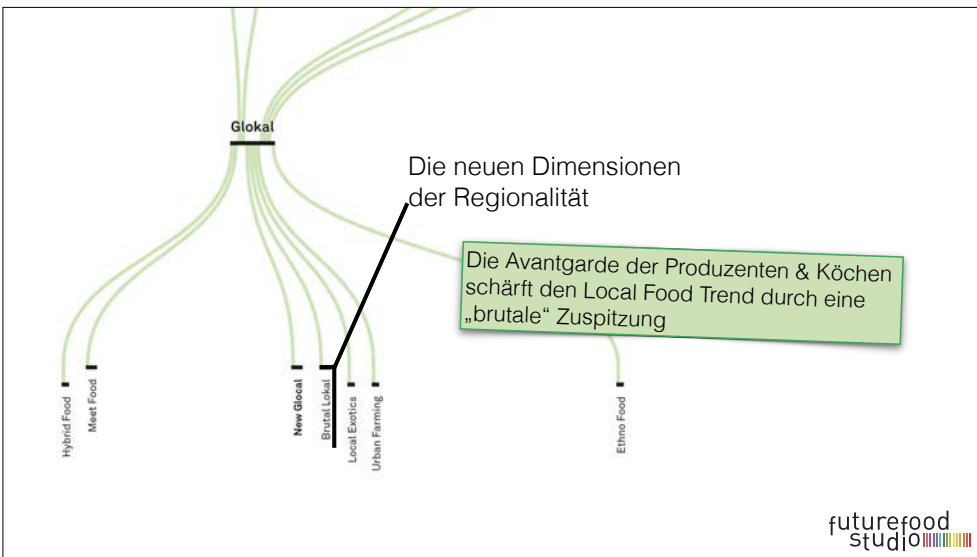 Glokal
Die neuen Dimensionen
der Regionalität
Die Avantgarde der Produzenten & Köchen
schärft den Local Food Trend durch eine
„brutale“ Zuspitzung
Hybrid Food
Meet Food
New Glocal
Brutal Lokal
Local Exotics
Urban Farming
Ethno Food
futurefood
studio